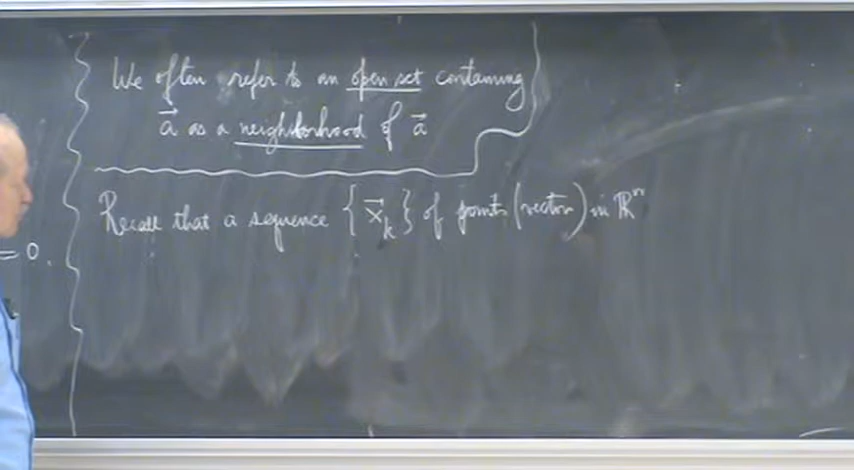 We often refer to an open set containing
a⃗ as a neighborhood of a⃗
Recall that a sequence {x⃗ₖ} of points (vectors) in ℝⁿ
= 0.